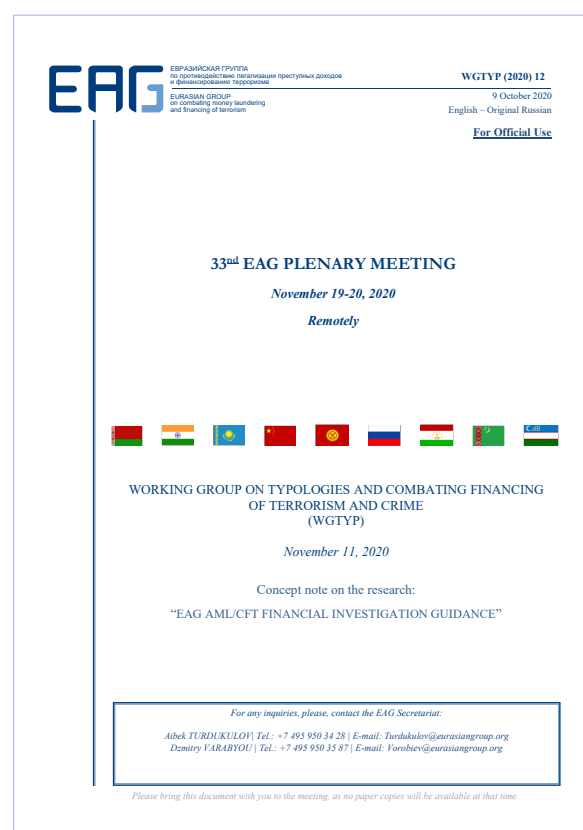 EAG
ЕВРАЗИЙСКАЯ ГРУППА
по противодействию легализации преступных доходов
и финансированию терроризма
EURASIAN GROUP
on combating money laundering
and financing of terrorism
WGTYP (2020) 12
9 October 2020
English – Original Russian
For Official Use
33nd EAG PLENARY MEETING
November 19-20, 2020
Remotely
WORKING GROUP ON TYPOLOGIES AND COMBATING FINANCING
OF TERRORISM AND CRIME
(WGTYP)
November 11, 2020
Concept note on the research:
“EAG AML/CFT FINANCIAL INVESTIGATION GUIDANCE”
For any inquiries, please, contact the EAG Secretariat:
Aibek TURDUKULOV| Tel.: +7 495 950 34 28 | E-mail: Turdukulov@eurasiangroup.org
Dzmitry VARABYOU | Tel.: +7 495 950 35 87 | E-mail: Vorobiev@eurasiangroup.org
Please bring this document with you to the meeting, as no paper copies will be available at that time